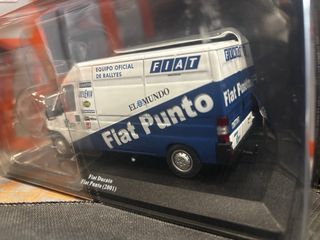 EQUIPO OFICIAL
DE RALLYES
FIAT
FIAT
EL MUNDO
Fiat Punto
Fiat Punto
Fiat Ducato
Fiat Punto (2001)